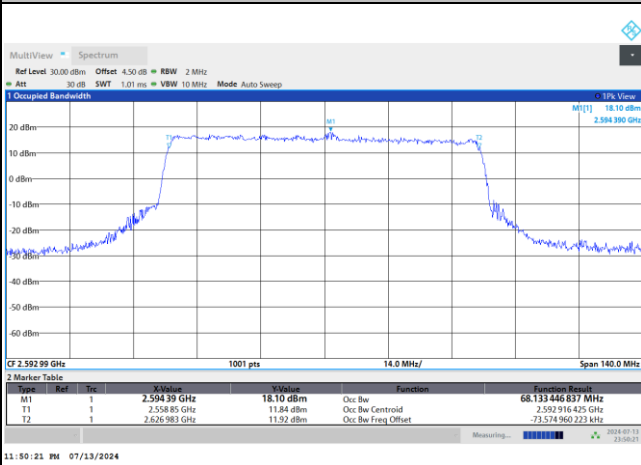 MultiView Spectrum
Ref Level 30.00 dBm Offset 4.50 dB RBW 2 MHz
Att 30 dB SWT 1.01 ms VBW 10 MHz Mode Auto Sweep
1 Occupied Bandwidth 1Pk View
M1[1] 18.10 dBm
2.594 390 GHz
M1
20 dBm
T1 T2
10 dBm
0 dBm
-10 dBm
-20 dBm
-30 dBm
-40 dBm
-50 dBm
-60 dBm
CF 2.592 99 GHz 1001 pts 14.0 MHz/ Span 140.0 MHz
2 Marker Table
Type Ref Trc X-Value Y-Value Function Function Result
M1 1 2.594 39 GHz 18.10 dBm Occ Bw 68.133 446 837 MHz
T1 1 2.558 85 GHz 11.84 dBm Occ Bw Centroid 2.592 916 425 GHz
T2 1 2.626 983 GHz 11.92 dBm Occ Bw Freq Offset -73.574 960 223 kHz
Measuring... 2024-07-13
23:50:21
11:50:21 PM 07/13/2024